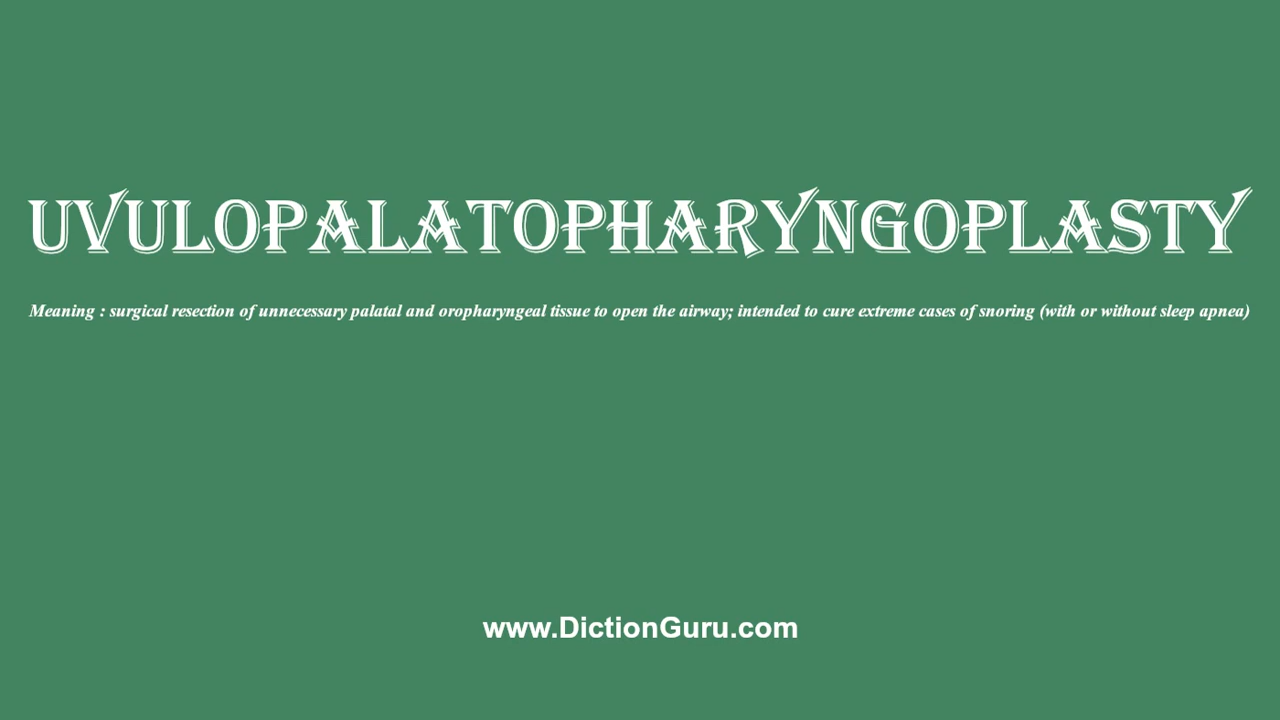 UVULOPALATOPHARYNGOPLASTY
Meaning : surgical resection of unnecessary palatal and oropharyngeal tissue to open the airway; intended to cure extreme cases of snoring (with or without sleep apnea)
www.DictionGuru.com